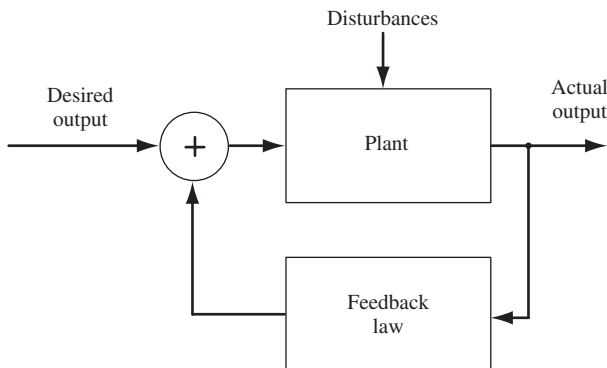 Disturbances
Desired
output
Actual
output
+
Plant
Feedback
law